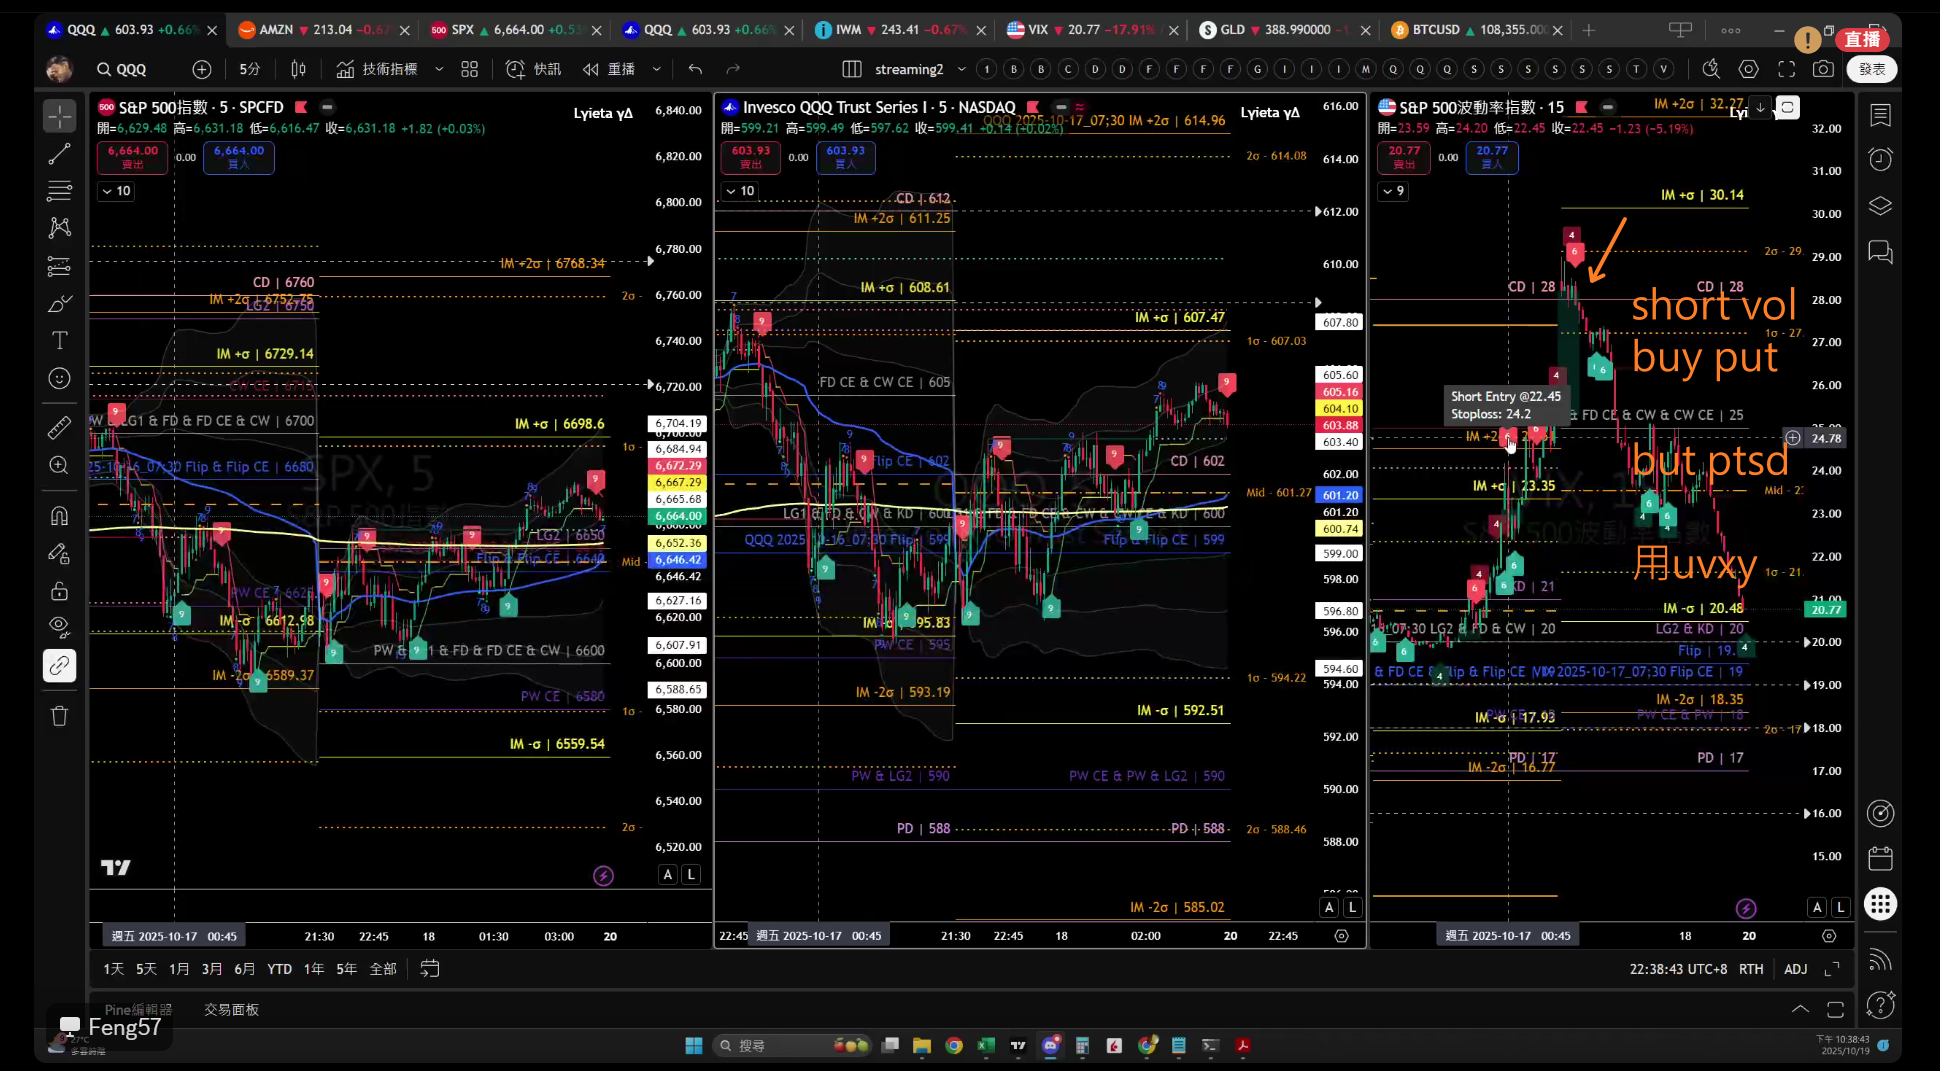 QQQ ▲ 603.93 +0.66%
AMZN ▼ 213.04 -0.67%
500 SPX ▲ 6,664.00 +0.53%
QQQ ▲ 603.93 +0.66%
IWM ▼ 243.41 -0.67%
VIX ▼ 20.77 -17.91%
GLD ▼ 388.990000
BTCUSD ▲ 108,355.000
直播
QQQ
5分
技術指標
快訊
重播
streaming2
1 B B C D D F F F F G I I I M Q Q Q S S S S S S T V
發表
500 S&P 500指數 · 5 · SPCFD
Lyieta γΔ
開=6,629.48 高=6,631.18 低=6,616.47 收=6,631.18 +1.82 (+0.03%)
6,664.00 賣出
0.00
6,664.00 買入
10
IM +2σ | 6768.34
CD | 6760
IM +2σ | 6752.75
LG2 | 6750
2σ -
IM +σ | 6729.14
CW CE | 6715
LG1 & FD & FD CE & CW | 6700
IM +σ | 6698.6
1σ -
Flip & Flip CE | 6680
SPX, 5
LG2 | 6650
Flip & Flip CE | 6640
Mid -
IM -σ | 6612.98
& FD & FD CE & CW | 6600
IM -2σ | 6589.37
PW CE | 6580
1σ -
IM -σ | 6559.54
2σ -
6,840.00
6,820.00
6,800.00
6,780.00
6,760.00
6,740.00
6,720.00
6,704.19
6,684.94
6,672.29
6,667.29
6,665.68
6,664.00
6,652.36
6,646.42
6,646.42
6,627.16
6,620.00
6,607.91
6,600.00
6,588.65
6,580.00
6,560.00
6,540.00
6,520.00
A L
週五 2025-10-17 00:45
21:30 22:45 18 01:30 03:00 20
Invesco QQQ Trust Series I · 5 · NASDAQ
Lyieta γΔ
QQQ 2025-10-17_07;30 IM +2σ | 614.96
開=599.21 高=599.49 低=597.62 收=599.41 +0.14 (+0.02%)
603.93 賣出
0.00
603.93 買入
10
2σ - 614.08
CD | 612
IM +2σ | 611.25
IM +σ | 608.61
IM +σ | 607.47
1σ - 607.03
FD CE & CW CE | 605
Flip CE | 602
CD | 602
Mid - 601.27
& FD & FD CE & CW & KD | 600
QQQ 2025-10-16_07;30 Flip | 599
Flip & Flip CE | 599
IM -σ | 595.83
PW CE | 595
1σ - 594.22
IM -2σ | 593.19
IM -σ | 592.51
PW & LG2 | 590
PW CE & PW & LG2 | 590
PD | 588
PD | 588
2σ - 588.46
IM -2σ | 585.02
616.00
614.00
612.00
610.00
607.80
605.60
605.16
604.10
603.88
603.40
602.00
601.20
601.20
600.74
599.00
598.00
596.80
596.00
594.60
594.00
592.00
590.00
588.00
A L
22:45 週五 2025-10-17 00:45 21:30 22:45 18 02:00 20 22:45
S&P 500波動率指數 · 15
IM +2σ | 32.27
開=23.59 高=24.20 低=22.45 收=22.45 -1.23 (-5.19%)
20.77 賣出
0.00
20.77 買入
9
IM +σ | 30.14
2σ - 29.
CD | 28
CD | 28
short vol
buy put
1σ - 27.
Short Entry @22.45
Stoploss: 24.2
& FD CE & CW & CW CE | 25
but ptsd
IM +σ | 23.35
Mid - 2
用uvxy
KD | 21
1σ - 21.
IM -σ | 20.48
LG2 & FD & CW | 20
LG2 & KD | 20
Flip | 19.
2025-10-17_07;30 Flip CE | 19
IM -2σ | 18.35
IM -σ | 17.93
PW CE & PW | 18
2σ - 17
PD | 17
PD | 17
IM -2σ | 16.77
32.00
31.00
30.00
29.00
28.00
27.00
26.00
24.78
24.00
23.00
22.00
20.77
20.00
19.00
18.00
17.00
16.00
15.00
A L
週五 2025-10-17 00:45 18 20
1天 5天 1月 3月 6月 YTD 1年 5年 全部
22:38:43 UTC+8 RTH ADJ
Pine編輯器 交易面板
Feng57
27°C
搜尋
下午 10:38:43
2025/10/19